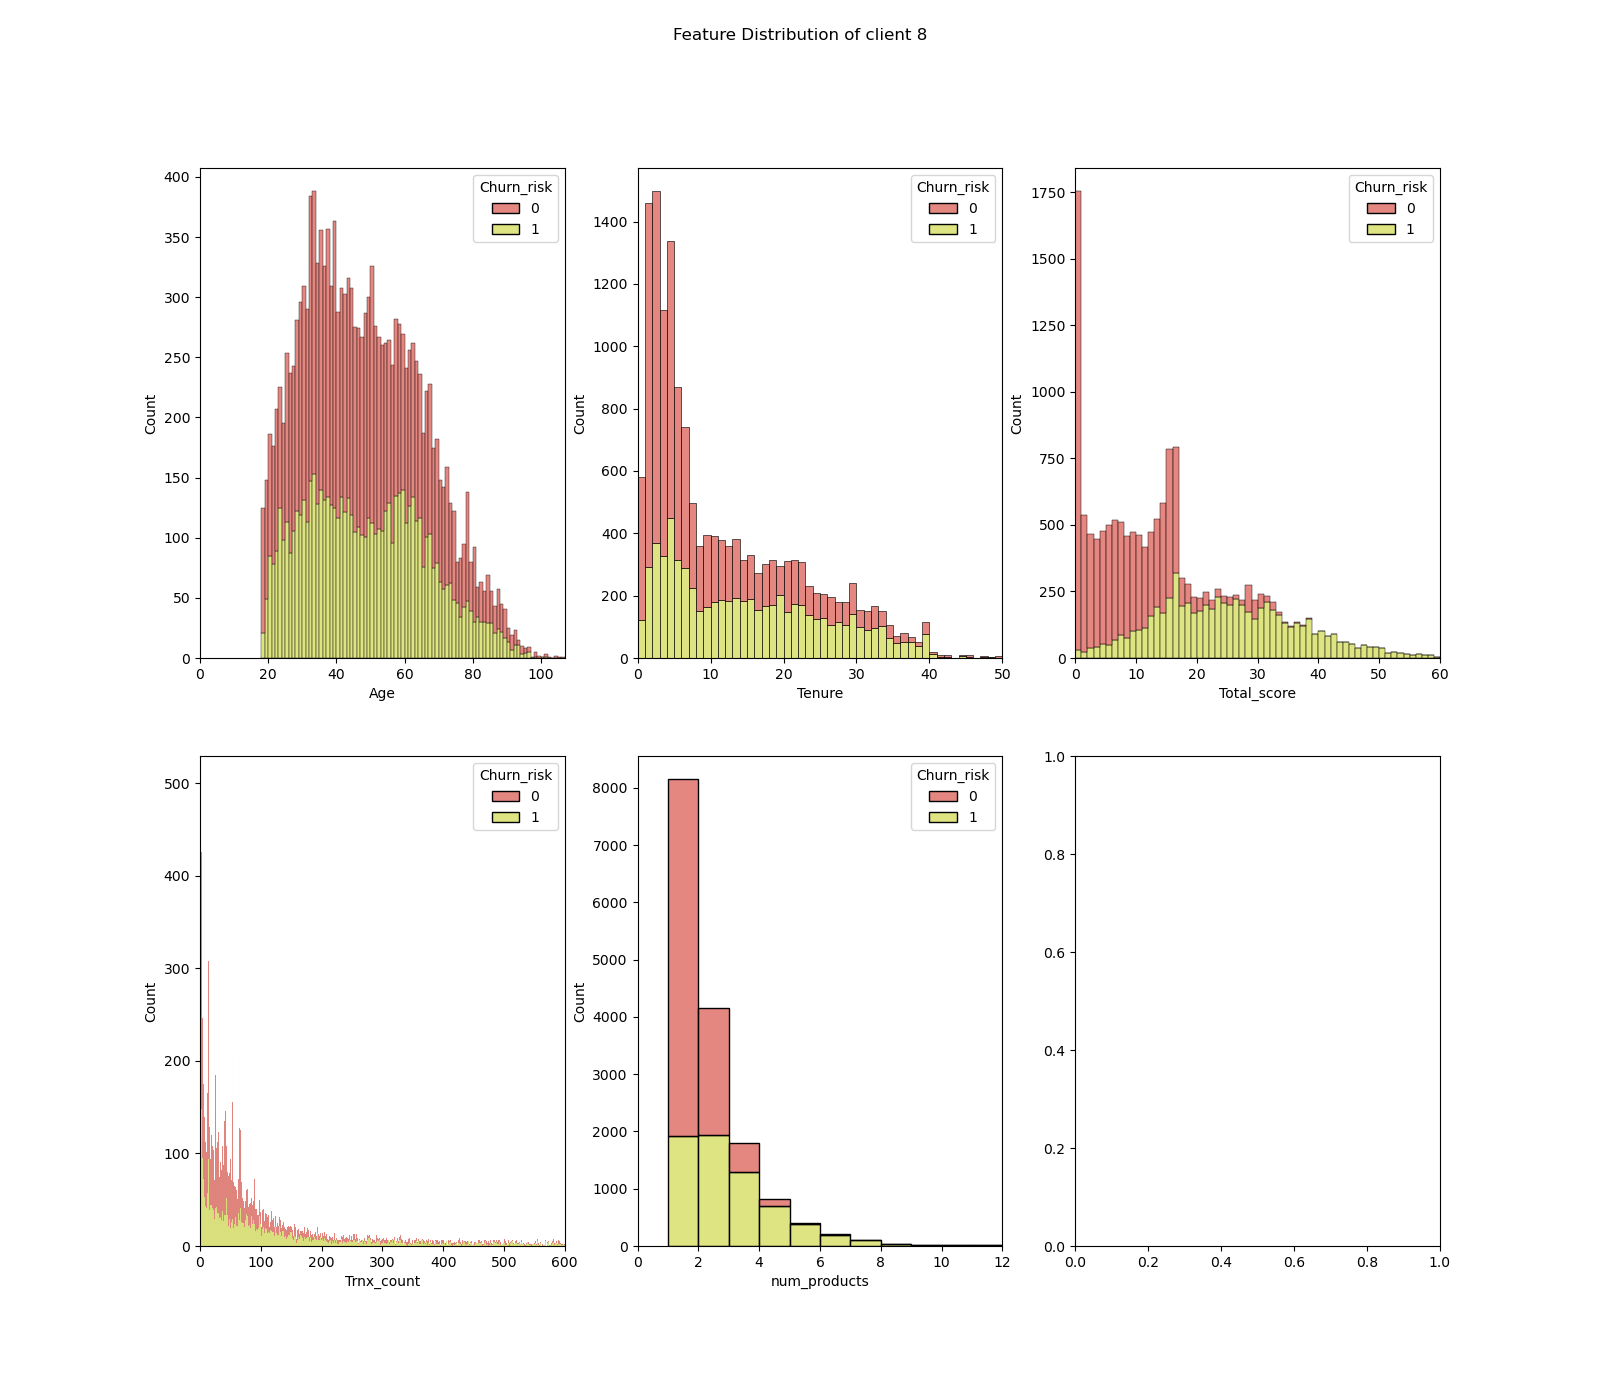 Feature Distribution of client 8
Count
400
350
300
250
200
150
100
50
0
0 20 40 60 80 100
Age
Churn_risk
0
1
Count
1400
1200
1000
800
600
400
200
0
0 10 20 30 40 50
Tenure
Churn_risk
0
1
Count
1750
1500
1250
1000
750
500
250
0
0 10 20 30 40 50 60
Total_score
Churn_risk
0
1
Count
500
400
300
200
100
0
0 100 200 300 400 500 600
Trnx_count
Churn_risk
0
1
Count
8000
7000
6000
5000
4000
3000
2000
1000
0
0 2 4 6 8 10 12
num_products
Churn_risk
0
1
1.0
0.8
0.6
0.4
0.2
0.0
0.0 0.2 0.4 0.6 0.8 1.0